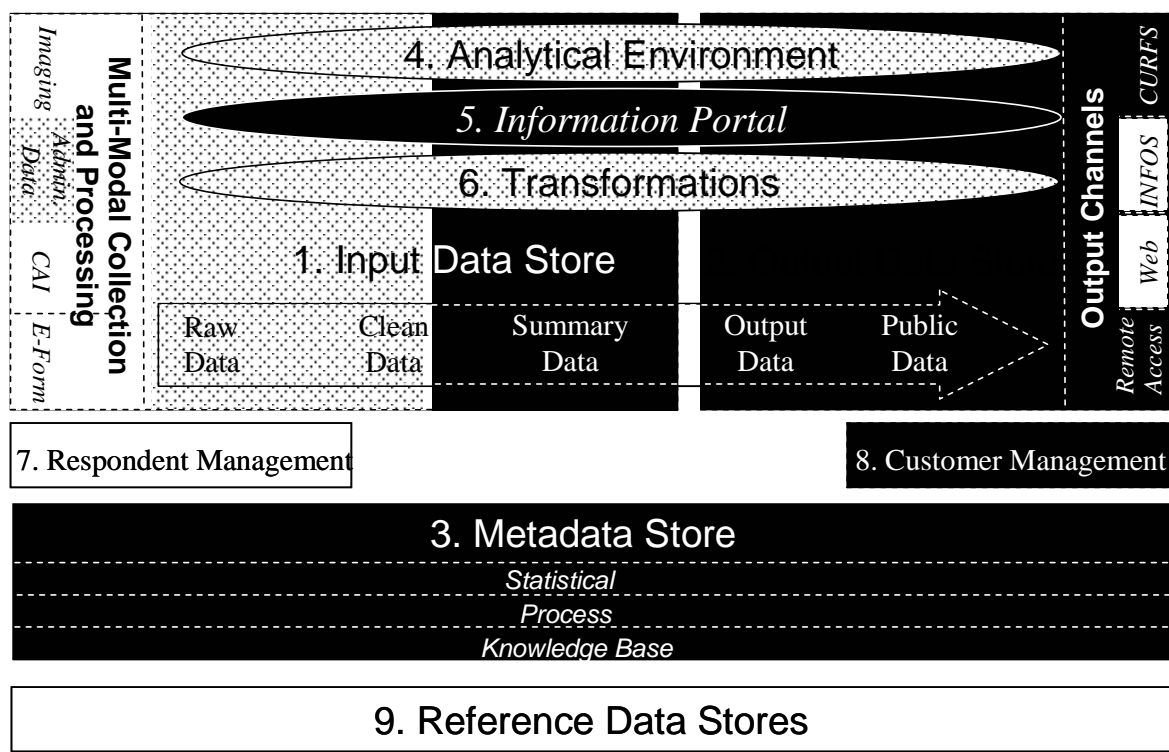 4. Analytical Environment
5. Information Portal
6. Transformations
Imaging
Admin.
Data
CAI
E-Form
Multi-Modal Collection
and Processing
1. Input Data Store
Raw
Data
Clean
Data
Summary
Data
Output
Data
Public
Data
Output Channels
CURFS
INFOS
Web
Remote
Access
7. Respondent Management
8. Customer Management
3. Metadata Store
Statistical
Process
Knowledge Base
9. Reference Data Stores